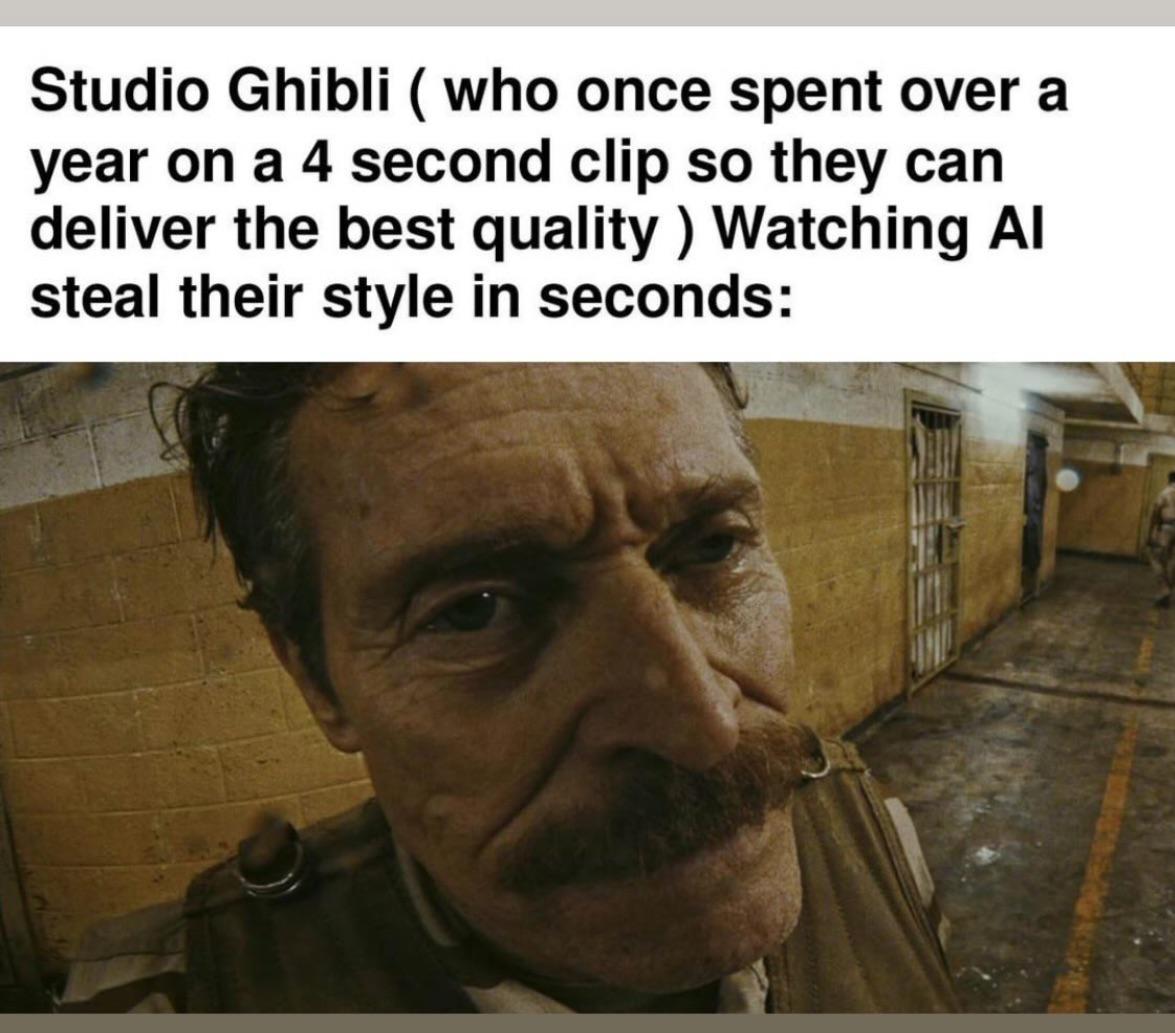 Studio Ghibli ( who once spent over a
year on a 4 second clip so they can
deliver the best quality ) Watching AI
steal their style in seconds: